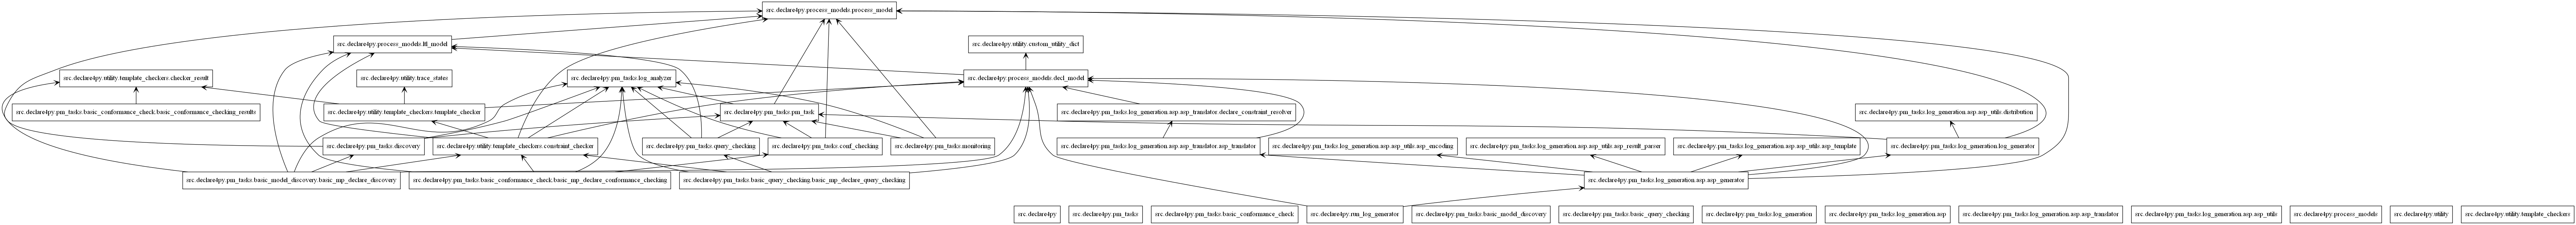 src.declare4py.process_models.process_model
src.declare4py.process_models.ltl_model
src.declare4py.utility.custom_utility_dict
src.declare4py.utility.template_checkers.checker_result
src.declare4py.utility.trace_states
src.declare4py.pm_tasks.log_analyzer
src.declare4py.process_models.decl_model
src.declare4py.pm_tasks.basic_conformance_check.basic_conformance_checking_results
src.declare4py.utility.template_checkers.template_checker
src.declare4py.pm_tasks.pm_task
src.declare4py.pm_tasks.log_generation.asp.asp_translator.declare_constraint_resolver
src.declare4py.pm_tasks.log_generation.asp.asp_utils.distribution
src.declare4py.pm_tasks.discovery
src.declare4py.utility.template_checkers.constraint_checker
src.declare4py.pm_tasks.query_checking
src.declare4py.pm_tasks.conf_checking
src.declare4py.pm_tasks.monitoring
src.declare4py.pm_tasks.log_generation.asp.asp_translator.asp_translator
src.declare4py.pm_tasks.log_generation.asp.asp_utils.asp_encoding
src.declare4py.pm_tasks.log_generation.asp.asp_utils.asp_result_parser
src.declare4py.pm_tasks.log_generation.asp.asp_utils.asp_template
src.declare4py.pm_tasks.log_generation.log_generator
src.declare4py.pm_tasks.basic_model_discovery.basic_mp_declare_discovery
src.declare4py.pm_tasks.basic_conformance_check.basic_mp_declare_conformance_checking
src.declare4py.pm_tasks.basic_query_checking.basic_mp_declare_query_checking
src.declare4py.pm_tasks.log_generation.asp.asp_generator
src.declare4py
src.declare4py.pm_tasks
src.declare4py.pm_tasks.basic_conformance_check
src.declare4py.run_log_generator
src.declare4py.pm_tasks.basic_model_discovery
src.declare4py.pm_tasks.basic_query_checking
src.declare4py.pm_tasks.log_generation
src.declare4py.pm_tasks.log_generation.asp
src.declare4py.pm_tasks.log_generation.asp.asp_translator
src.declare4py.pm_tasks.log_generation.asp.asp_utils
src.declare4py.process_models
src.declare4py.utility
src.declare4py.utility.template_checkers